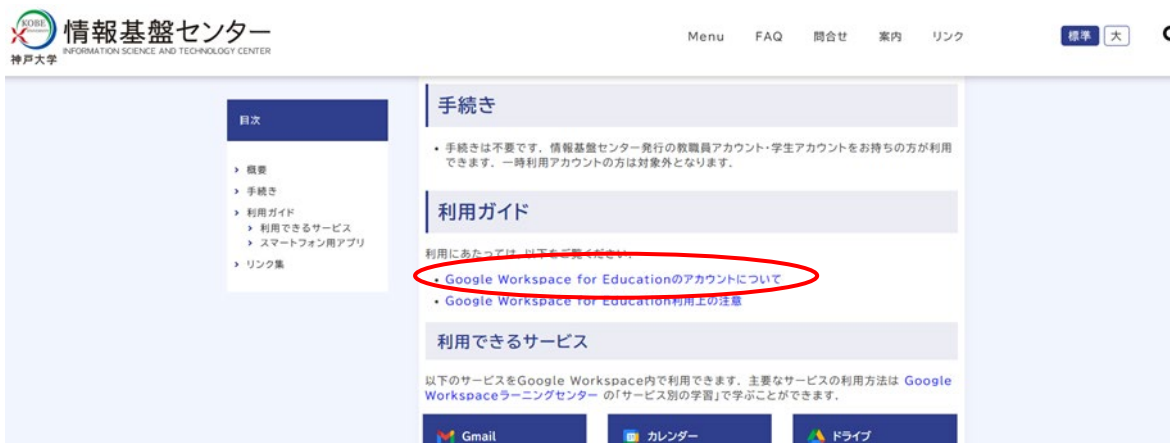 KOBE
神戸大学
情報基盤センター
INFORMATION SCIENCE AND TECHNOLOGY CENTER
Menu FAQ 問合せ 案内 リンク
標準 大
目次
概要
手続き
利用ガイド
利用できるサービス
スマートフォン用アプリ
リンク集
手続き
• 手続きは不要です．情報基盤センター発行の教職員アカウント・学生アカウントをお持ちの方が利用
できます．一時利用アカウントの方は対象外となります．
利用ガイド
利用にあたっては，以下をご覧ください．
• Google Workspace for Educationのアカウントについて
• Google Workspace for Education利用上の注意
利用できるサービス
以下のサービスをGoogle Workspace内で利用できます．主要なサービスの利用方法は Google
Workspaceラーニングセンター の「サービス別の学習」で学ぶことができます．
Gmail
カレンダー
ドライブ